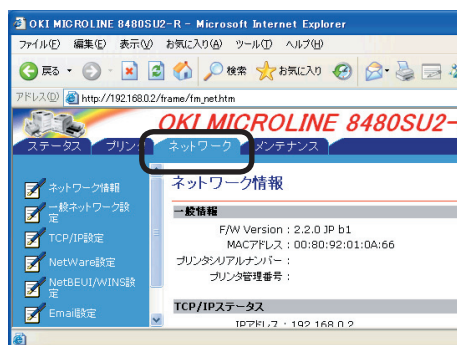 OKI MICROLINE 8480SU2-R - Microsoft Internet Explorer
ファイル(F) 編集(E) 表示(V) お気に入り(A) ツール(T) ヘルプ(H)
戻る 検索 お気に入り
アドレス(D) http://192.168.0.2/frame/fm_net.htm
OKI MICROLINE 8480SU2-
ステータス プリンタ ネットワーク メンテナンス
ネットワーク情報
一般ネットワーク設定
TCP/IP設定
NetWare設定
NetBEUI/WINS設定
Email設定
ネットワーク情報
一般情報
F/W Version : 2.2.0 JP b1
MACアドレス : 00:80:92:01:0A:66
プリンタシリアルナンバー :
プリンタ管理番号 :
TCP/IPステータス
IPアドレス : 192.168.0.2